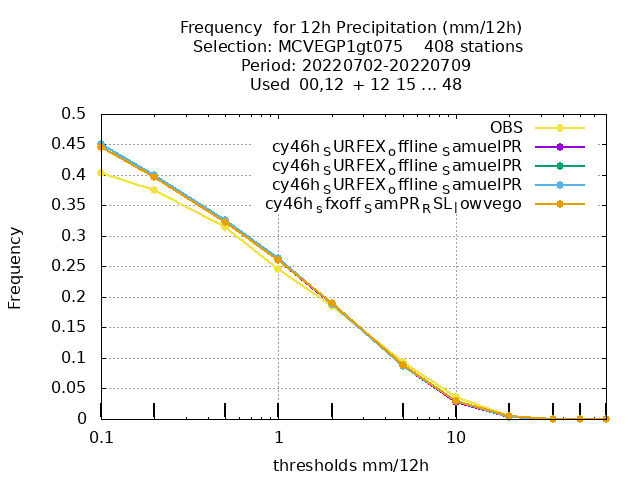 Frequency  for 12h Precipitation (mm/12h)
Selection: MCVEGP1gt075    408 stations
Period: 20220702-20220709
Used  00,12  + 12 15 ... 48
OBS
cy46h_SURFEX_offline_SamuelPR
cy46h_SURFEX_offline_SamuelPR
cy46h_SURFEX_offline_SamuelPR
cy46h_sfxoff_SamPR_RSL_lowvego
Frequency
0.5
0.45
0.4
0.35
0.3
0.25
0.2
0.15
0.1
0.05
0
0.1 1 10
thresholds mm/12h